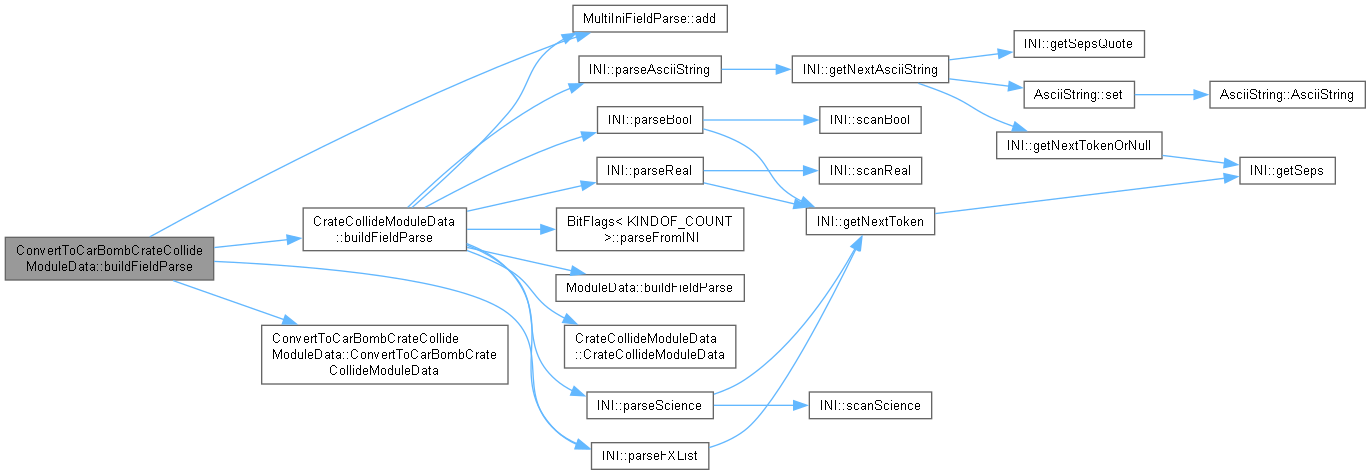 MultiIniFieldParse::add
INI::getSepsQuote
INI::parseAsciiString
INI::getNextAsciiString
AsciiString::set
AsciiString::AsciiString
INI::parseBool
INI::scanBool
INI::getNextTokenOrNull
INI::parseReal
INI::scanReal
INI::getSeps
CrateCollideModuleData
::buildFieldParse
BitFlags< KINDOF_COUNT
>::parseFromINI
INI::getNextToken
ConvertToCarBombCrateCollide
ModuleData::buildFieldParse
ModuleData::buildFieldParse
ConvertToCarBombCrateCollide
ModuleData::ConvertToCarBombCrate
CollideModuleData
CrateCollideModuleData
::CrateCollideModuleData
INI::parseScience
INI::scanScience
INI::parseFXList